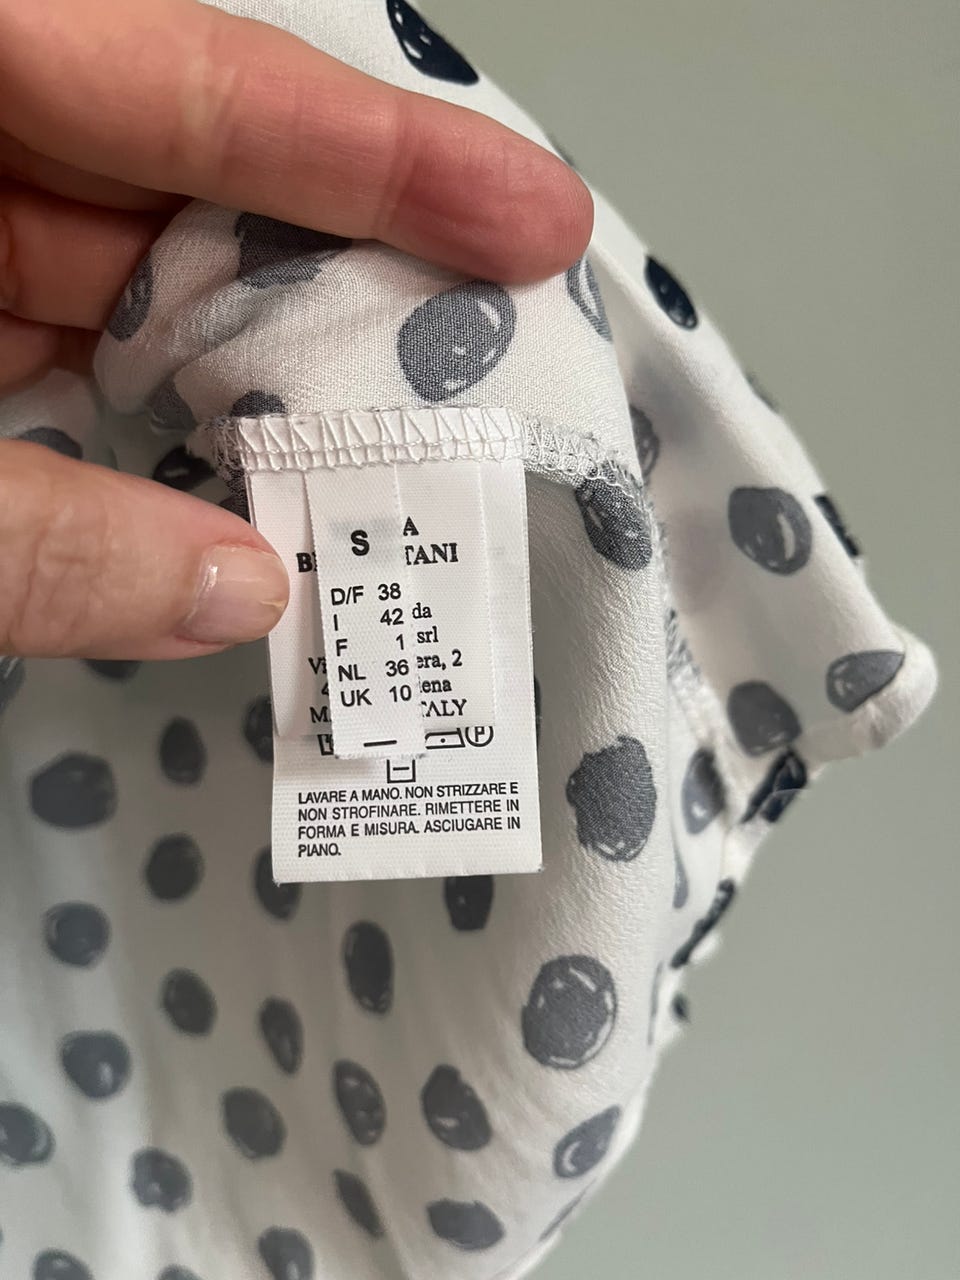 S
D/F 38
I 42
F 1
NL 36
UK 10
A
TANI
da
srl
era, 2
ena
TALY
P
LAVARE A MANO. NON STRIZZARE E
NON STROFINARE. RIMETTERE IN
FORMA E MISURA. ASCIUGARE IN
PIANO.